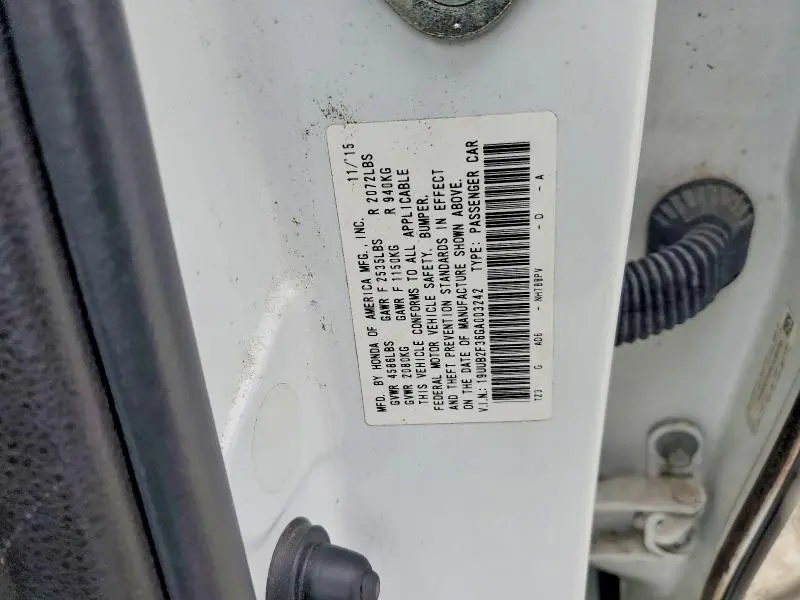 MFD. BY HONDA OF AMERICA MFG., INC. 11/'15
GVWR 4586LBS GAWR F 2535LBS R 2072LBS
GVWR 2080KG GAWR F 1150KG R 940KG
THIS VEHICLE CONFORMS TO ALL APPLICABLE
FEDERAL MOTOR VEHICLE SAFETY, BUMPER,
AND THEFT PREVENTION STANDARDS IN EFFECT
ON THE DATE OF MANUFACTURE SHOWN ABOVE.
V.I.N.: 19UUB2F36GA003242 TYPE: PASSENGER CAR
TZ3 G AD6 - NH788PV - D - A